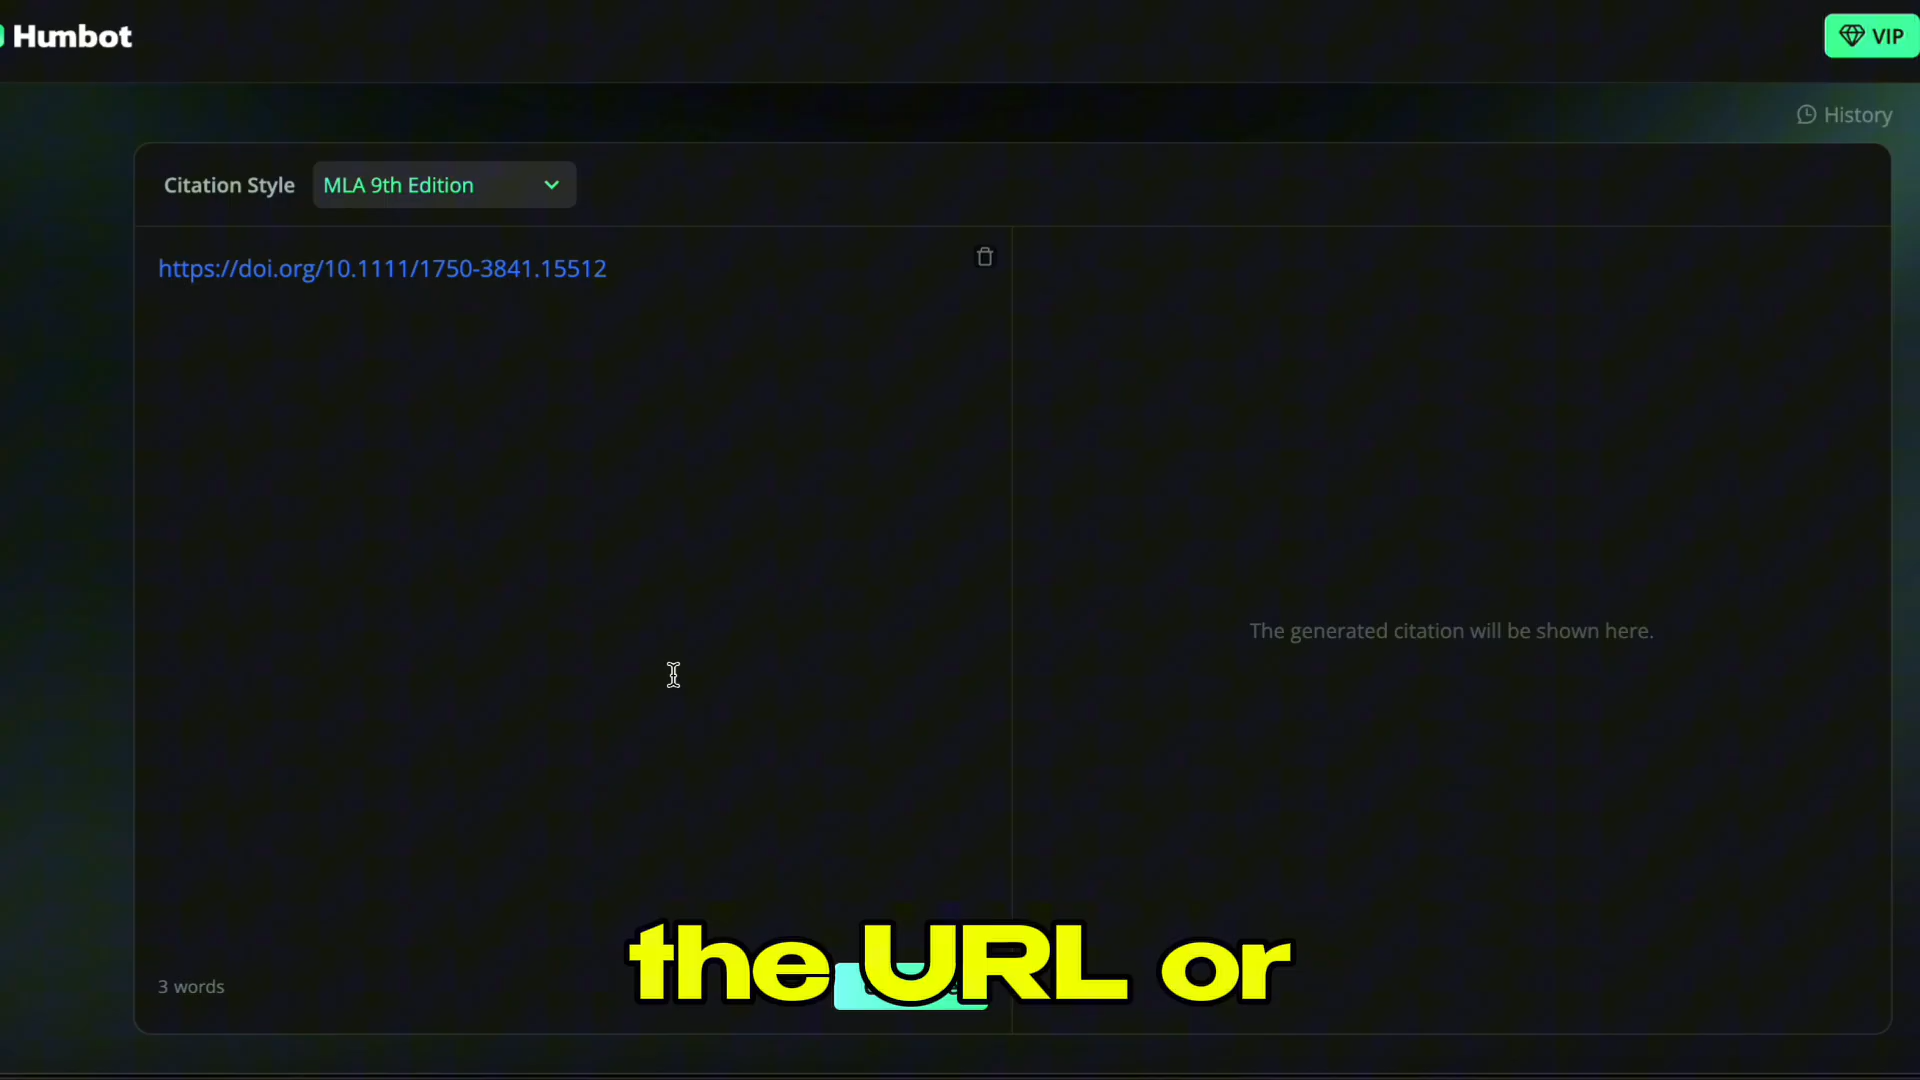 Humbot
VIP
History
Citation Style
MLA 9th Edition
https://doi.org/10.1111/1750-3841.15512
The generated citation will be shown here.
the URL or
3 words